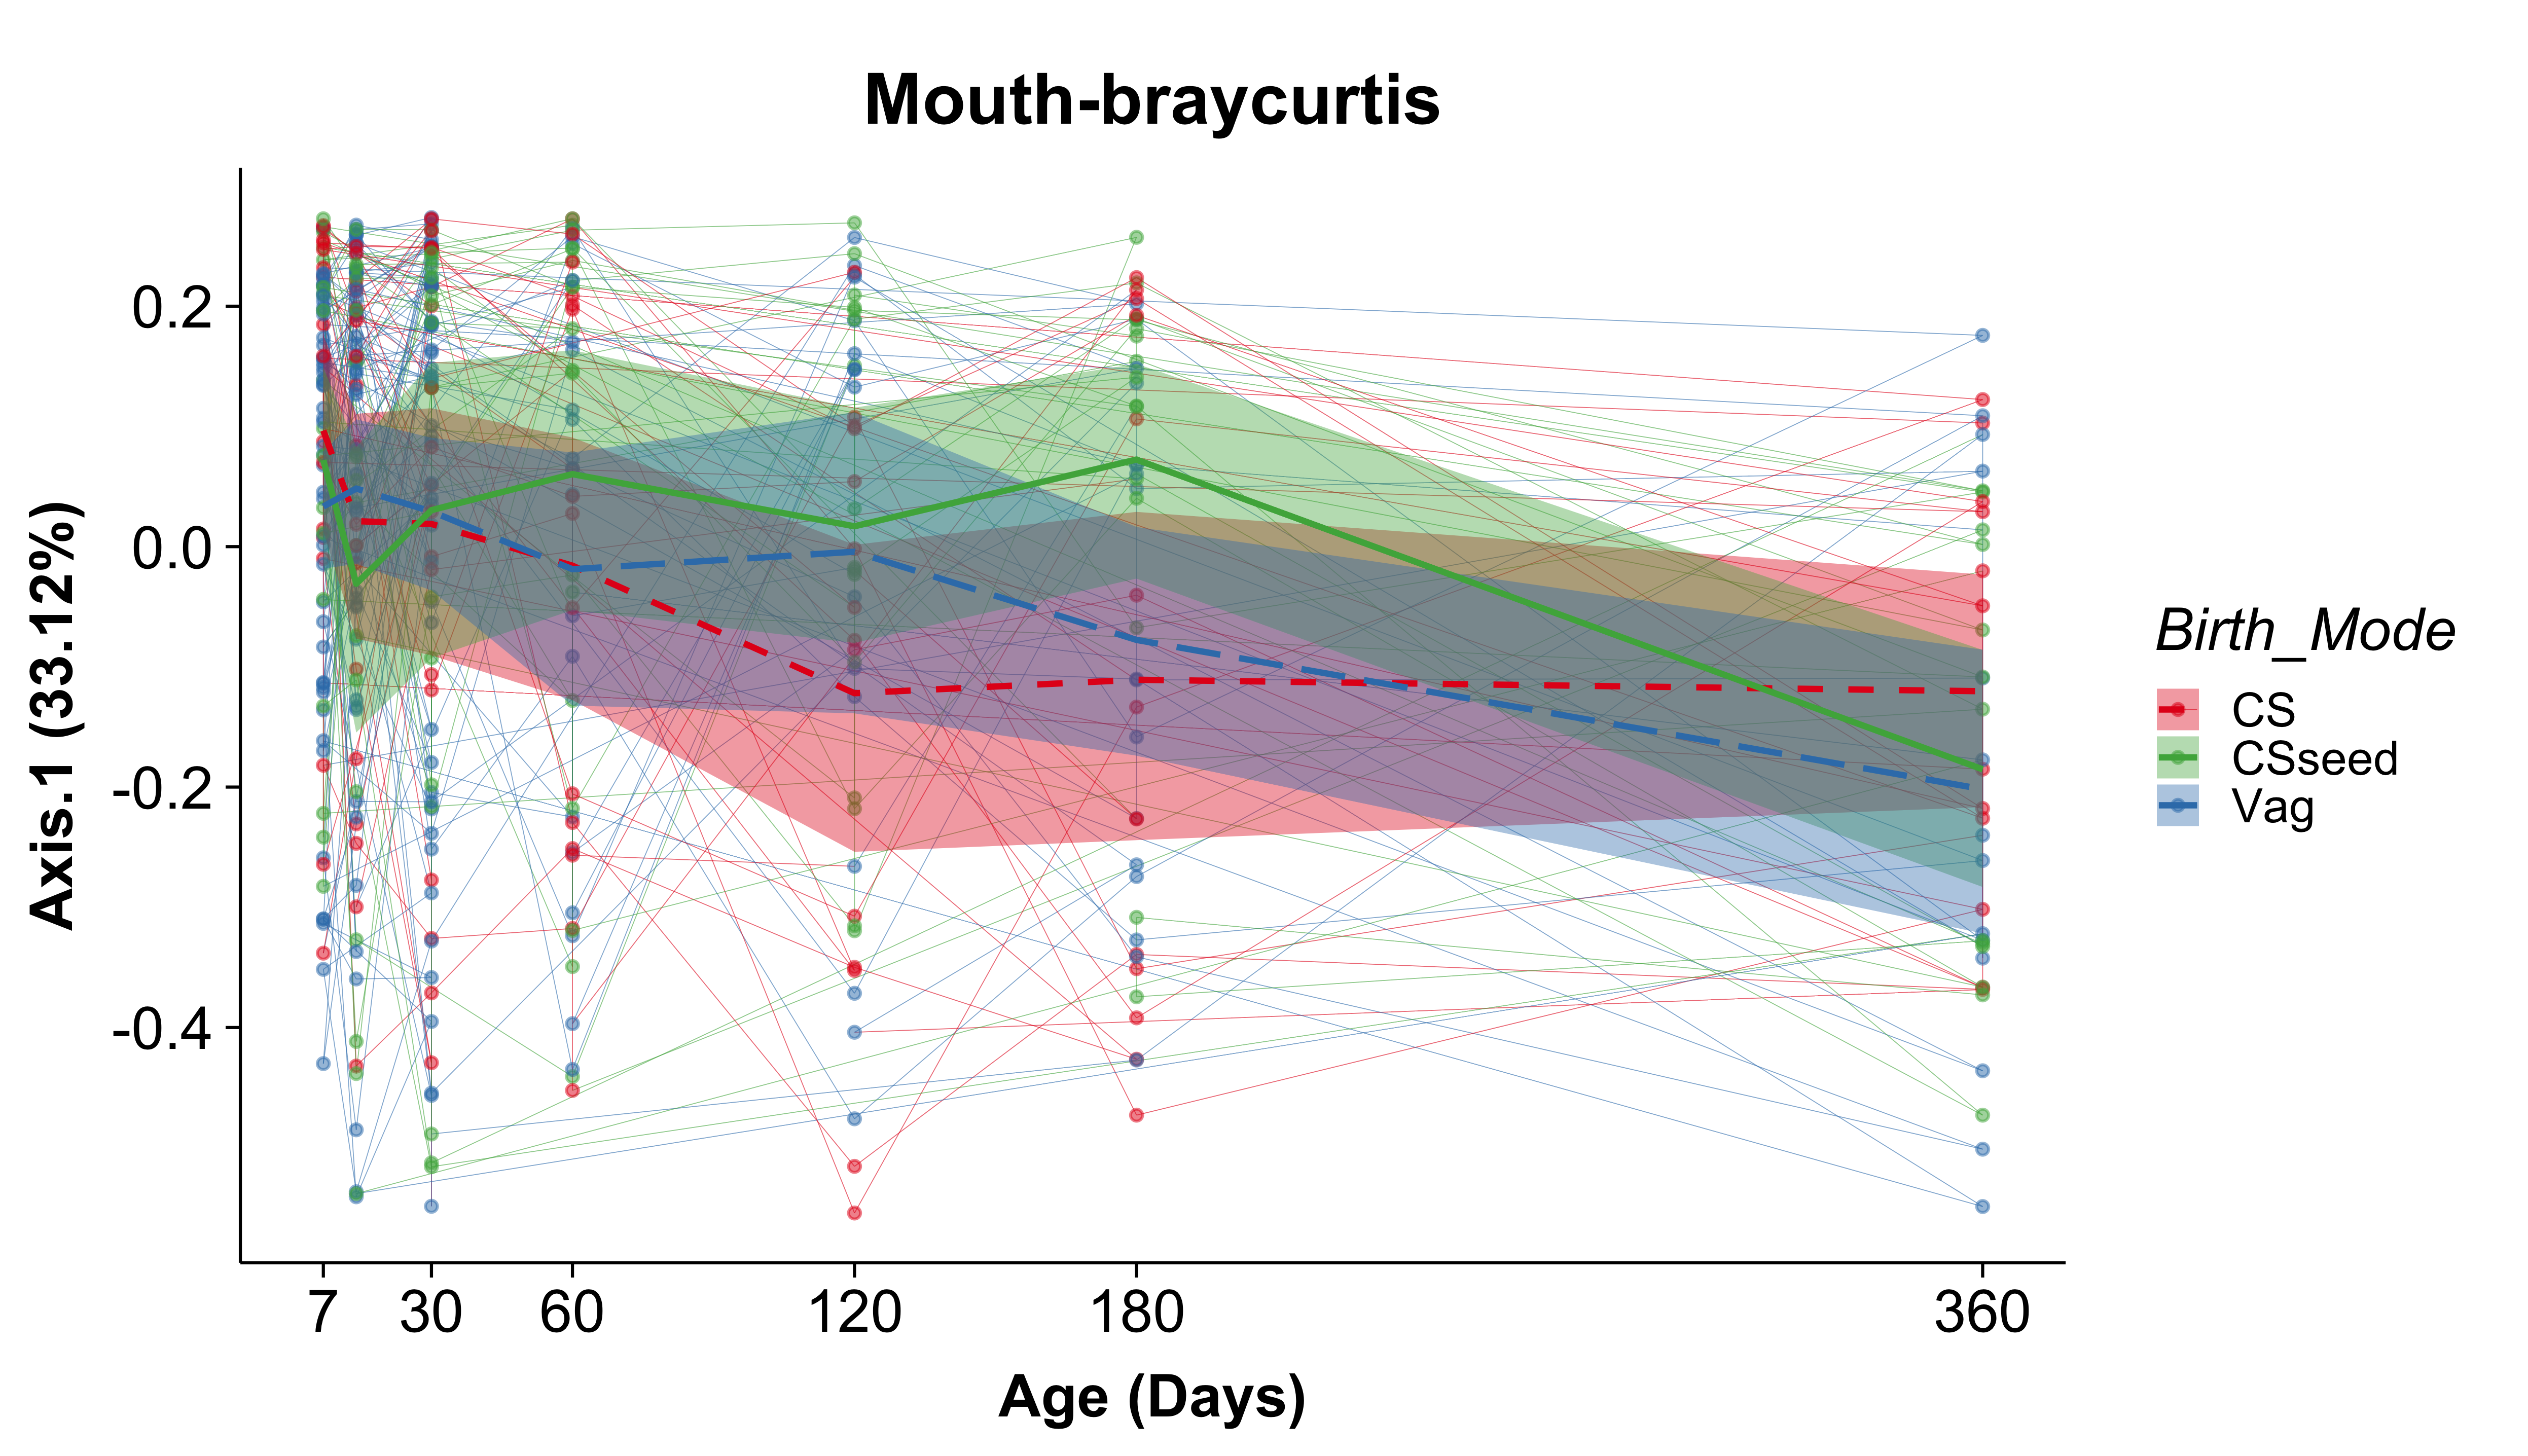 Mouth-braycurtis
Axis.1 (33.12%)
0.2
0.0
-0.2
-0.4
7 30 60 120 180 360
Age (Days)
Birth_Mode
CS
CSseed
Vag